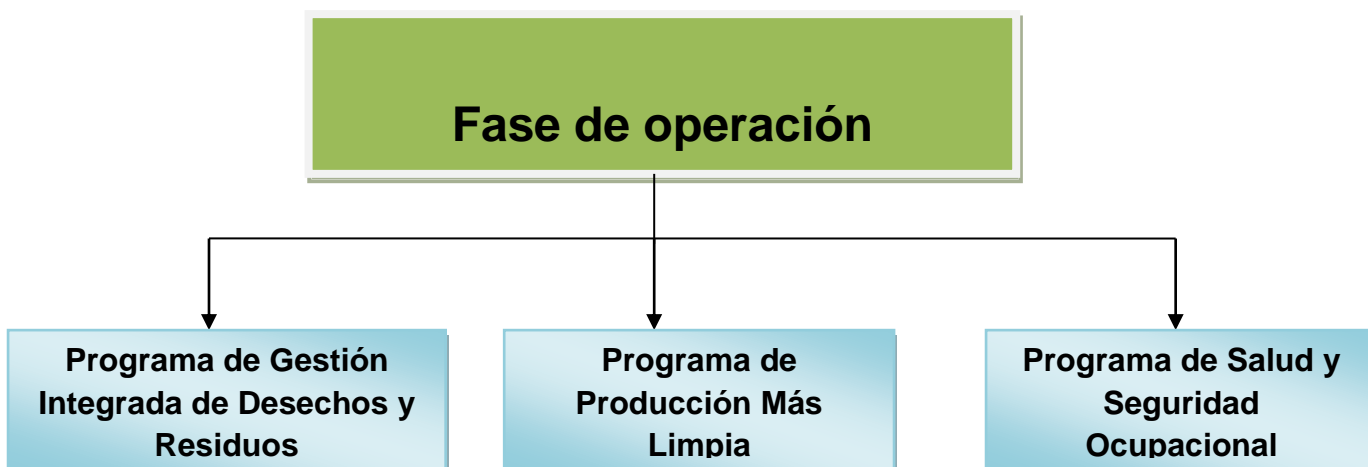 Fase de operación
Programa de Gestión
Integrada de Desechos y
Residuos
Programa de
Producción Más
Limpia
Programa de Salud y
Seguridad
Ocupacional